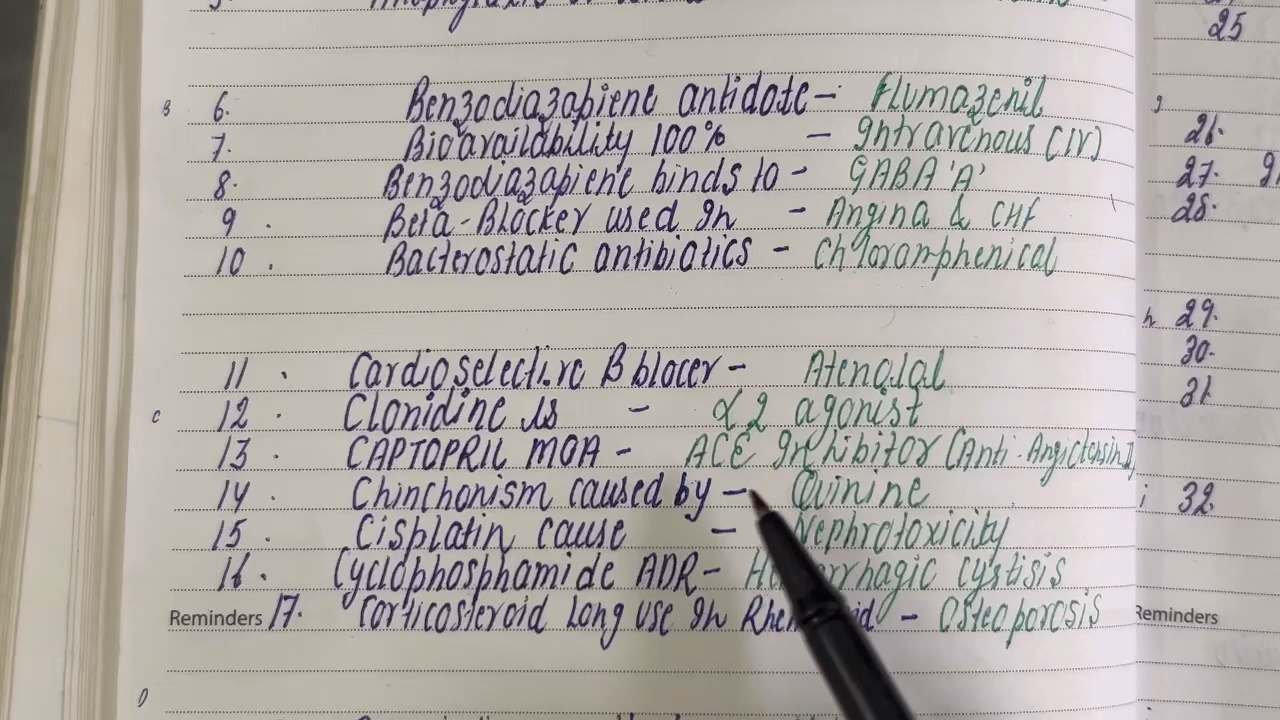 25
B 6. Benzodiazapiene antidote - Flumazenil
7. Bioavailability 100% - Intravenous (IV)
8. Benzodiazapiene binds to - GABA 'A'
9. Beta-Blocker used In - Angina & CHF
10. Bacterostatic antibiotics - Chloramphenical
11. Cardioselective B blocer - Atenolal
C 12. Clonidine is - α2 agonist
13. CAPTOPRIL MOA - ACE Inhibitor (Anti-Angiotensin II
14. Chinchonism caused by - Quinine
15. Cisplatin cause - Nephrotoxicity
16. Cyclophosphamide ADR - Hemorrhagic Cystisis
Reminders 17. Corticosteroid Long use In - Osteoporosis
D
26.
27.
28.
h 29.
30.
31.
i 32.
Reminders